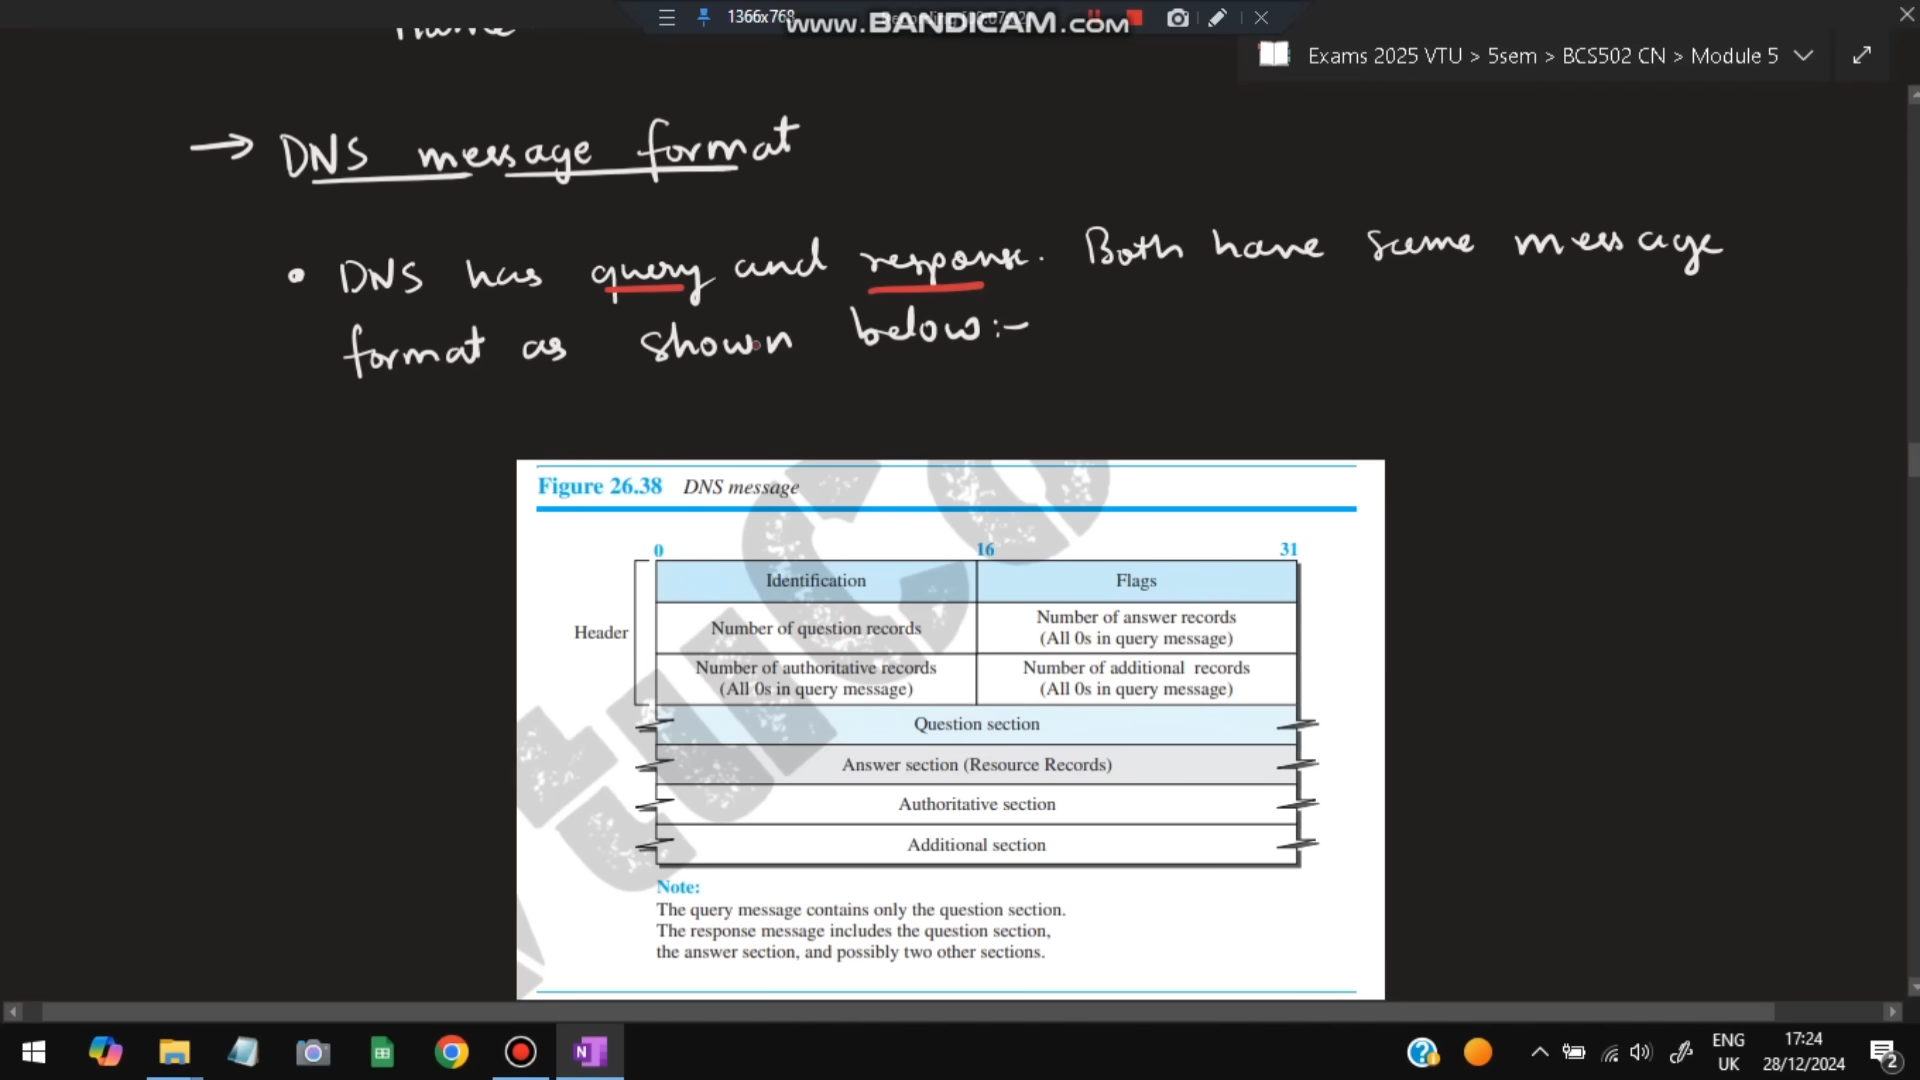 1366x768
www.BANDICAM.com
Exams 2025 VTU > 5sem > BCS502 CN > Module 5
→ DNS message format
• DNS has query and response. Both have same message
format as shown below:-
Figure 26.38 DNS message
0 16 31
Identification Flags
Header
Number of question records
Number of answer records
(All 0s in query message)
Number of authoritative records
(All 0s in query message)
Number of additional records
(All 0s in query message)
Question section
Answer section (Resource Records)
Authoritative section
Additional section
Note:
The query message contains only the question section.
The response message includes the question section,
the answer section, and possibly two other sections.
ENG
UK
17:24
28/12/2024
2